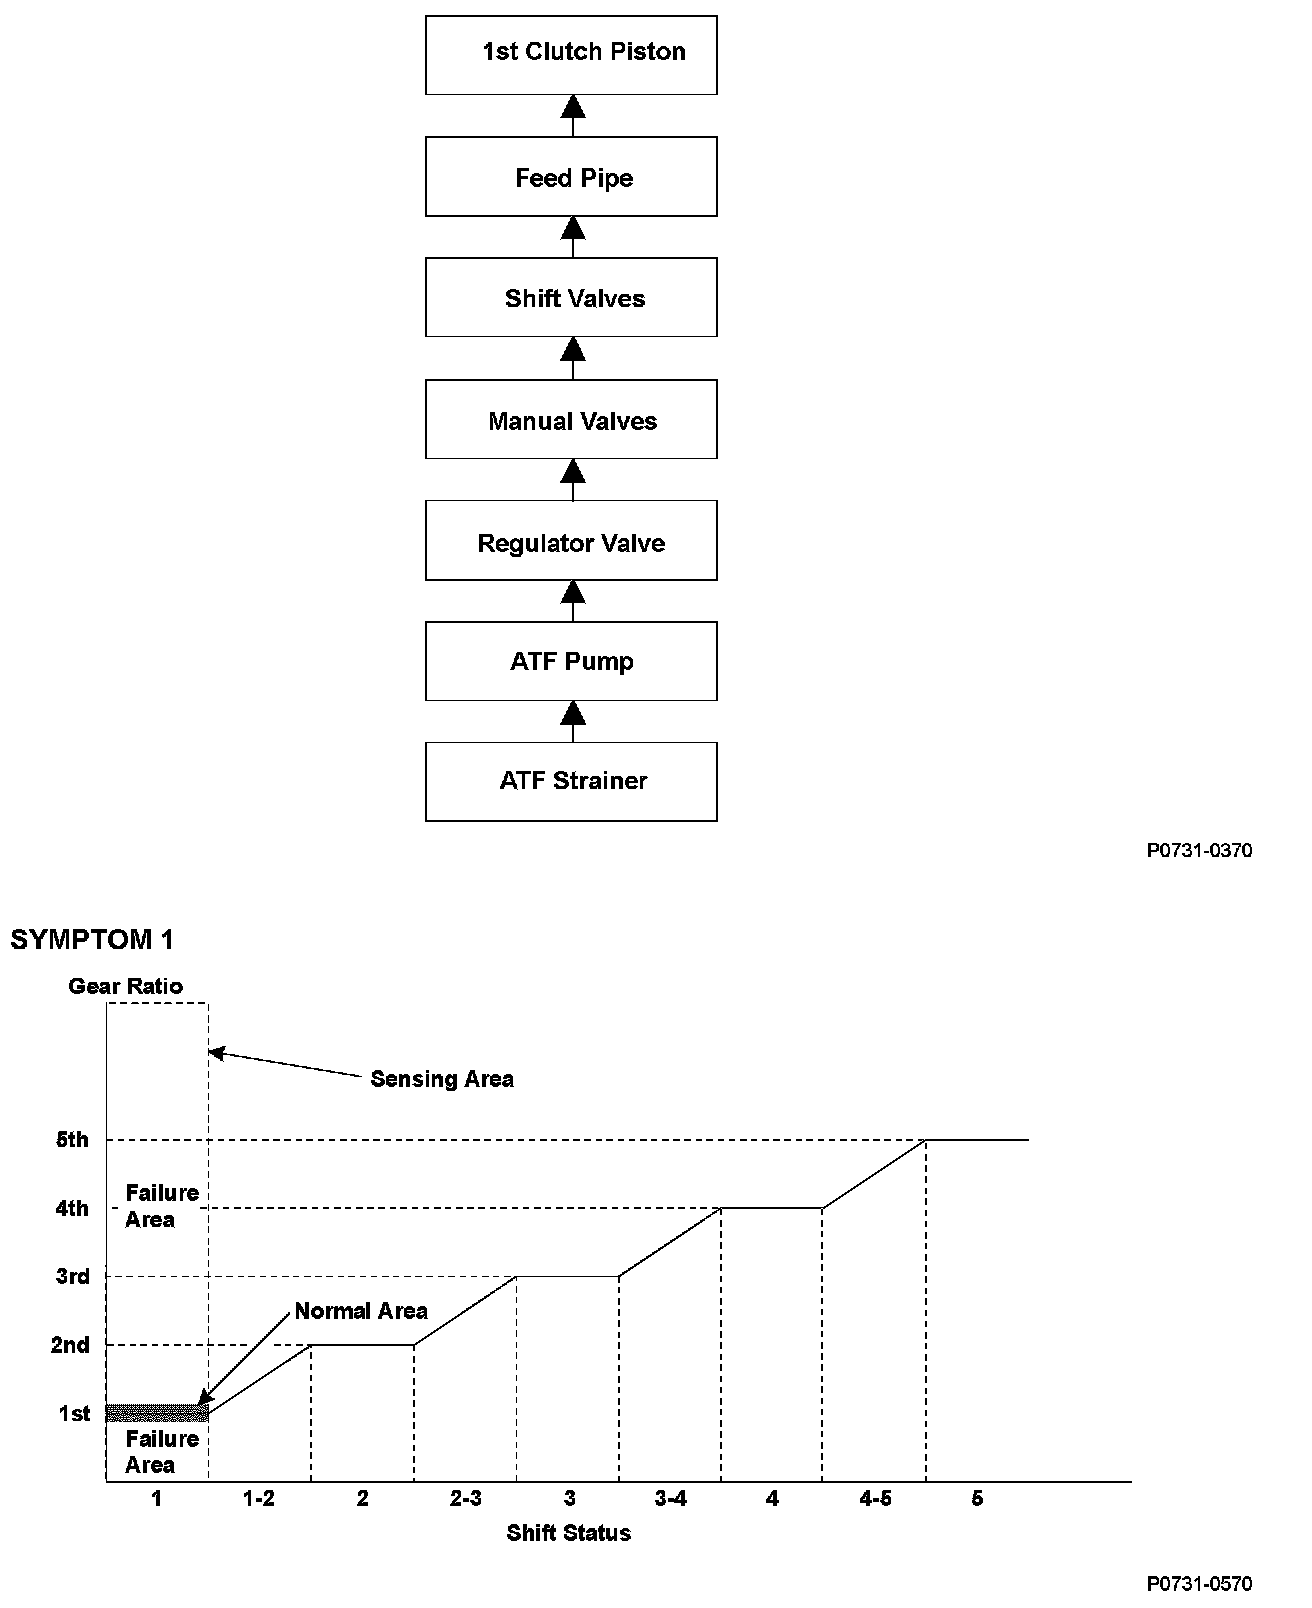 1st Clutch Piston
Feed Pipe
Shift Valves
Manual Valves
Regulator Valve
ATF Pump
ATF Strainer
P0731-0370
SYMPTOM 1
Gear Ratio
Sensing Area
5th
Failure
Area
4th
3rd
Normal Area
2nd
1st
Failure
Area
1
1-2
2
2-3
3
3-4
4
4-5
5
Shift Status
P0731-0570